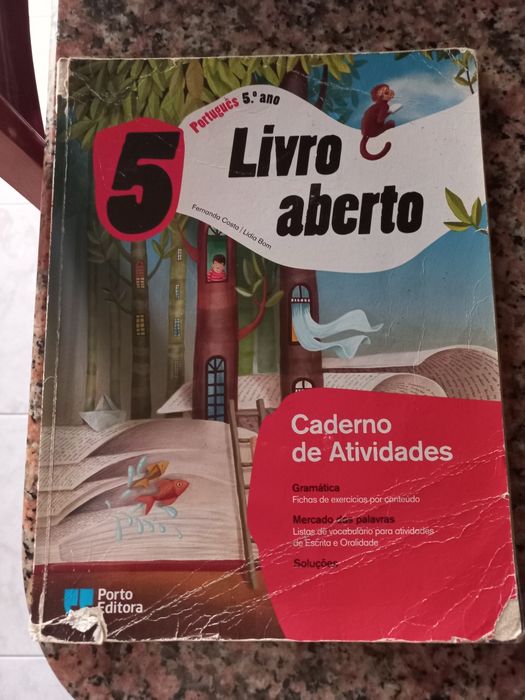 Português 5.º ano
5
Livro
aberto
Fernanda Costa / Lídia Bom
Caderno
de Atividades
Gramática
Fichas de exercícios por conteúdo
Mercado das palavras
Listas de vocabulário para atividades
de Escrita e Oralidade
Soluções
Porto
Editora